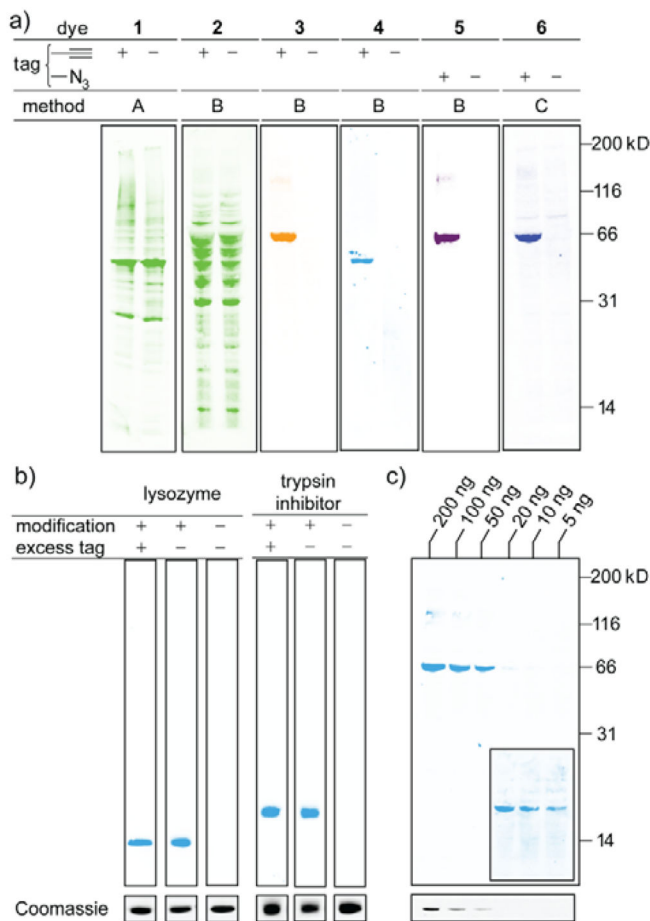 a)
dye 1 2 3 4 5 6
tag + − + − + − + −
—N3 + − + −
method A B B B B C
200 kD
116
66
31
14
b)
lysozyme trypsin inhibitor
modification + + − + + −
excess tag + − − + − −
Coomassie
c)
200 ng 100 ng 50 ng 20 ng 10 ng 5 ng
200 kD
116
66
31
14